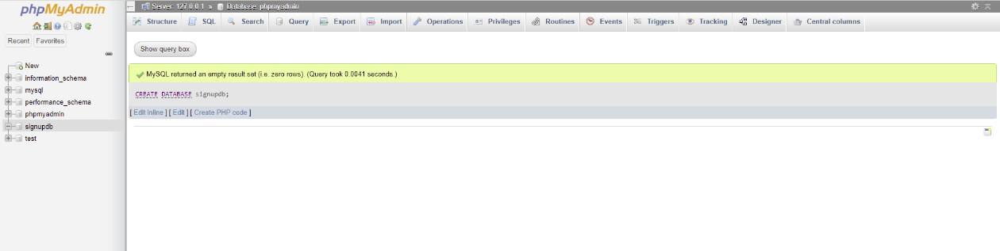 phpMyAdmin
Recent Favorites
New
information_schema
mysql
performance_schema
phpmyadmin
signupdb
test
Server: 127.0.0.1 » Database: phpmyadmin
Structure SQL Search Query Export Import Operations Privileges Routines Events Triggers Tracking Designer Central columns
Show query box
MySQL returned an empty result set (i.e. zero rows). (Query took 0.0041 seconds.)
CREATE DATABASE signupdb;
[ Edit inline ] [ Edit ] [ Create PHP code ]